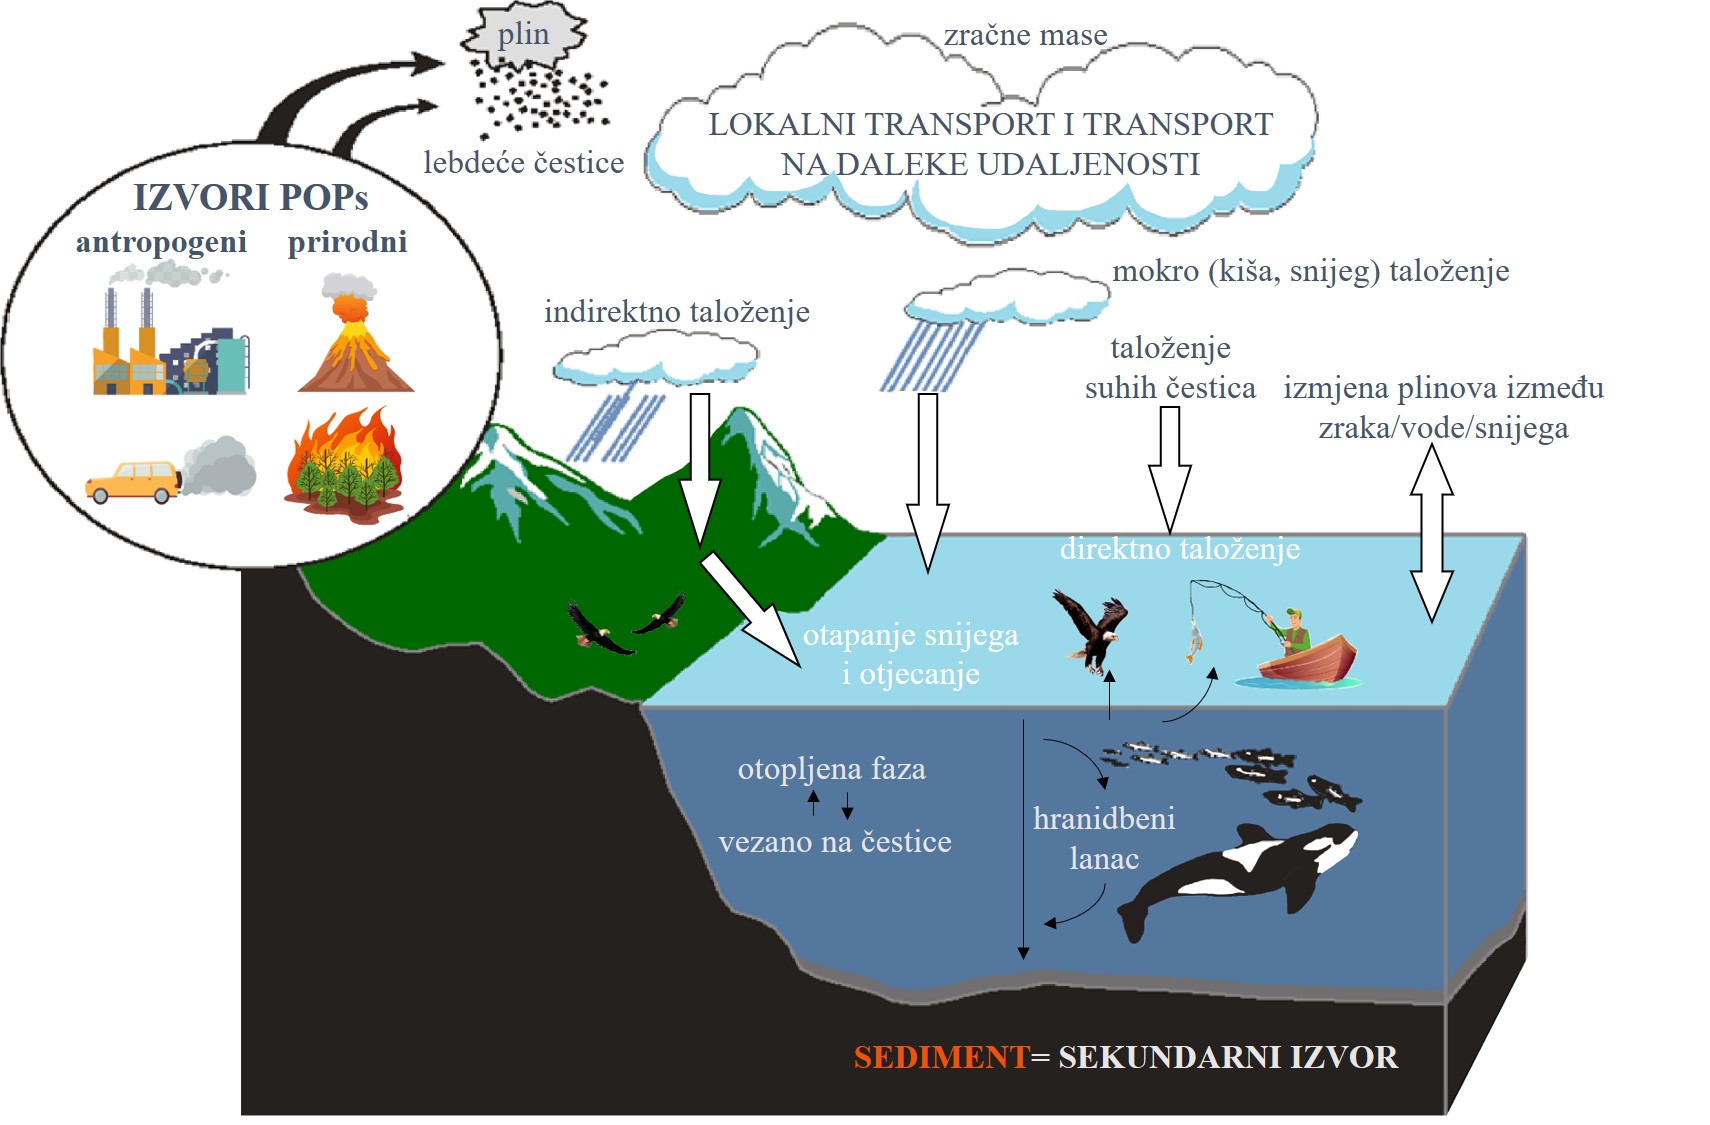 plin
zračne mase
LOKALNI TRANSPORT I TRANSPORT
NA DALEKE UDALJENOSTI
lebdeće čestice
IZVORI POPs
antropogeni prirodni
indirektno taloženje
mokro (kiša, snijeg) taloženje
taloženje
suhih čestica
izmjena plinova između
zraka/vode/snijega
direktno taloženje
otapanje snijega
i otjecanje
otopljena faza
vezano na čestice
hranidbeni
lanac
SEDIMENT= SEKUNDARNI IZVOR